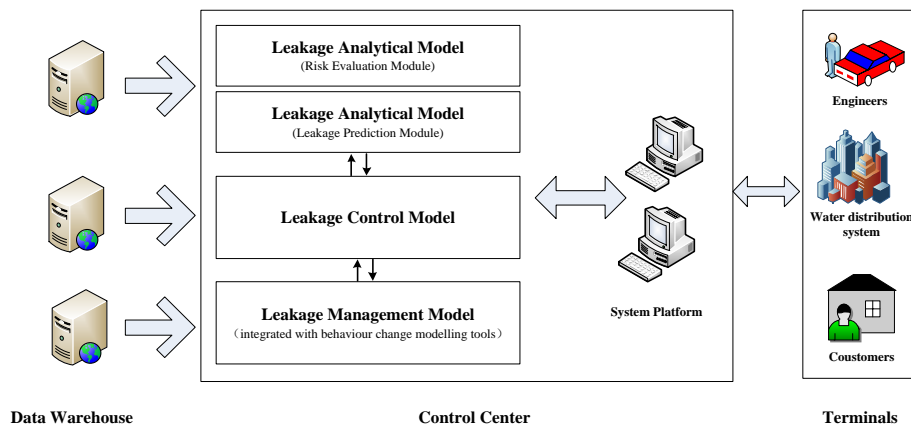 Leakage Analytical Model
(Risk Evaluation Module)
Leakage Analytical Model
(Leakage Prediction Module)
Leakage Control Model
Leakage Management Model
(integrated with behaviour change modelling tools)
System Platform
Engineers
Water distribution
system
Coustomers
Data Warehouse
Control Center
Terminals